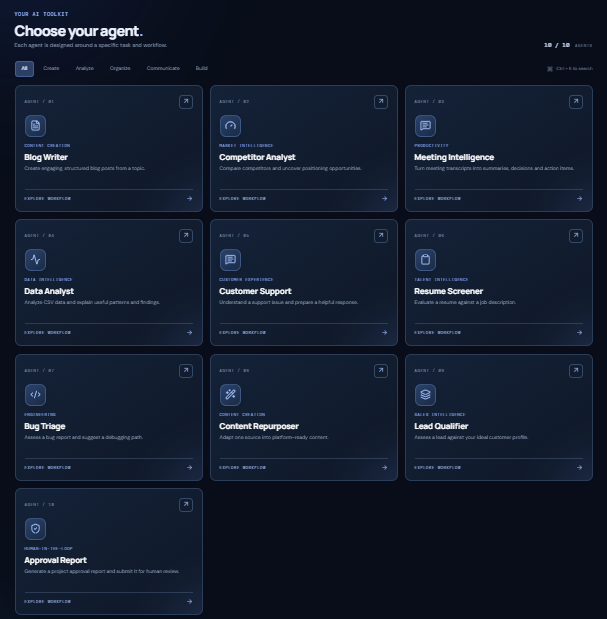 YOUR AI TOOLKIT
Choose your agent.
Each agent is designed around a specific task and workflow.
10 / 10 AGENTS
All Create Analyze Organize Communicate Build
Ctrl+K to search
AGENT / 01
CONTENT CREATION
Blog Writer
Create engaging, structured blog posts from a topic.
EXPLORE WORKFLOW
AGENT / 02
MARKET INTELLIGENCE
Competitor Analyst
Compare competitors and uncover positioning opportunities.
EXPLORE WORKFLOW
AGENT / 03
PRODUCTIVITY
Meeting Intelligence
Turn meeting transcripts into summaries, decisions and action items.
EXPLORE WORKFLOW
AGENT / 04
DATA INTELLIGENCE
Data Analyst
Analyze CSV data and explain useful patterns and findings.
EXPLORE WORKFLOW
AGENT / 05
CUSTOMER EXPERIENCE
Customer Support
Understand a support issue and prepare a helpful response.
EXPLORE WORKFLOW
AGENT / 06
TALENT INTELLIGENCE
Resume Screener
Evaluate a resume against a job description.
EXPLORE WORKFLOW
AGENT / 07
ENGINEERING
Bug Triage
Assess a bug report and suggest a debugging path.
EXPLORE WORKFLOW
AGENT / 08
CONTENT CREATION
Content Repurposer
Adapt one source into platform-ready content.
EXPLORE WORKFLOW
AGENT / 09
SALES INTELLIGENCE
Lead Qualifier
Assess a lead against your ideal customer profile.
EXPLORE WORKFLOW
AGENT / 10
HUMAN-IN-THE-LOOP
Approval Report
Generate a project approval report and submit it for human review.
EXPLORE WORKFLOW